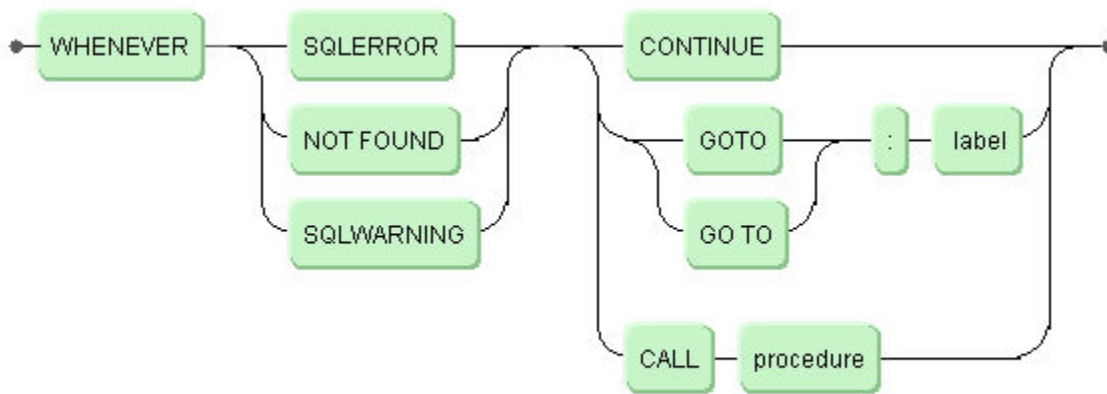 WHENEVER SQLERROR CONTINUE
NOT FOUND GOTO : label
SQLWARNING GO TO
CALL procedure